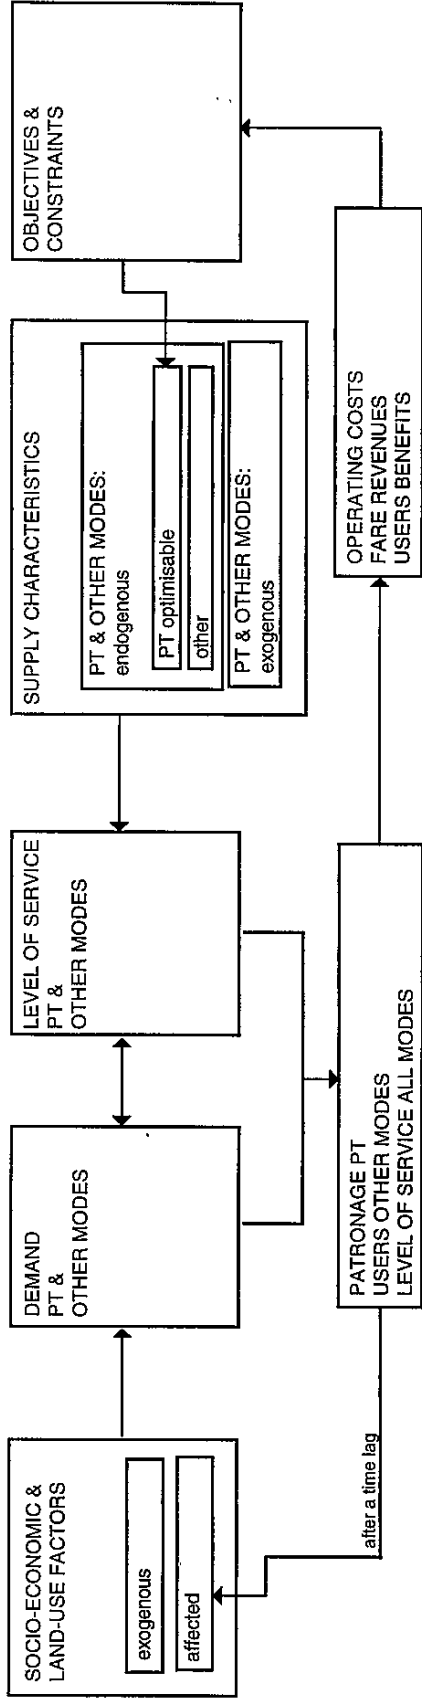 SOCIO-ECONOMIC &
LAND-USE FACTORS
exogenous
affected
DEMAND
PT &
OTHER MODES
LEVEL OF SERVICE
PT &
OTHER MODES
SUPPLY CHARACTERISTICS
PT & OTHER MODES:
endogenous
PT optimisable
other
PT & OTHER MODES:
exogenous
OBJECTIVES &
CONSTRAINTS
after a time lag
PATRONAGE PT
USERS OTHER MODES
LEVEL OF SERVICE ALL MODES
OPERATING COSTS
FARE REVENUES
USERS BENEFITS